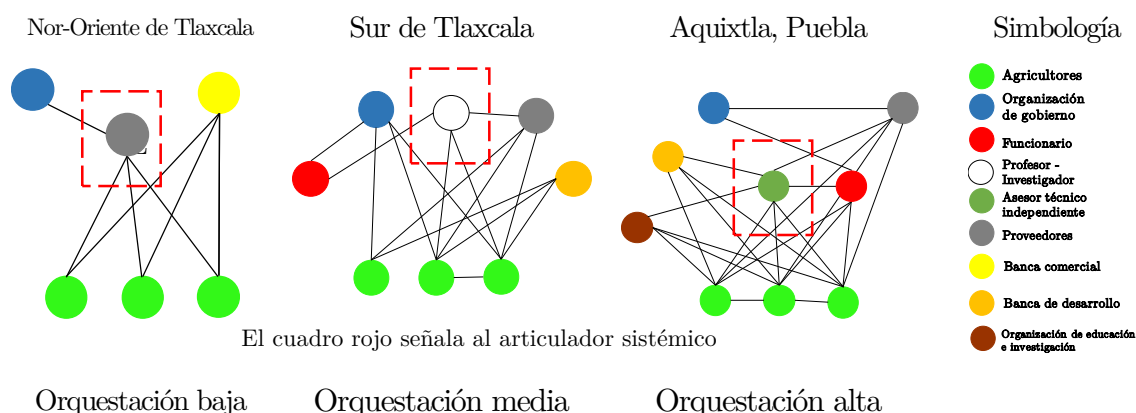 Nor-Oriente de Tlaxcala
Sur de Tlaxcala
Aquixtla, Puebla
Simbología
Agricultores
Organización
de gobierno
Funcionario
Profesor -
Investigador
Asesor técnico
independiente
Proveedores
Banca comercial
Banca de desarrollo
Organización de educación
e investigación
El cuadro rojo señala al articulador sistémico
Orquestación baja
Orquestación media
Orquestación alta